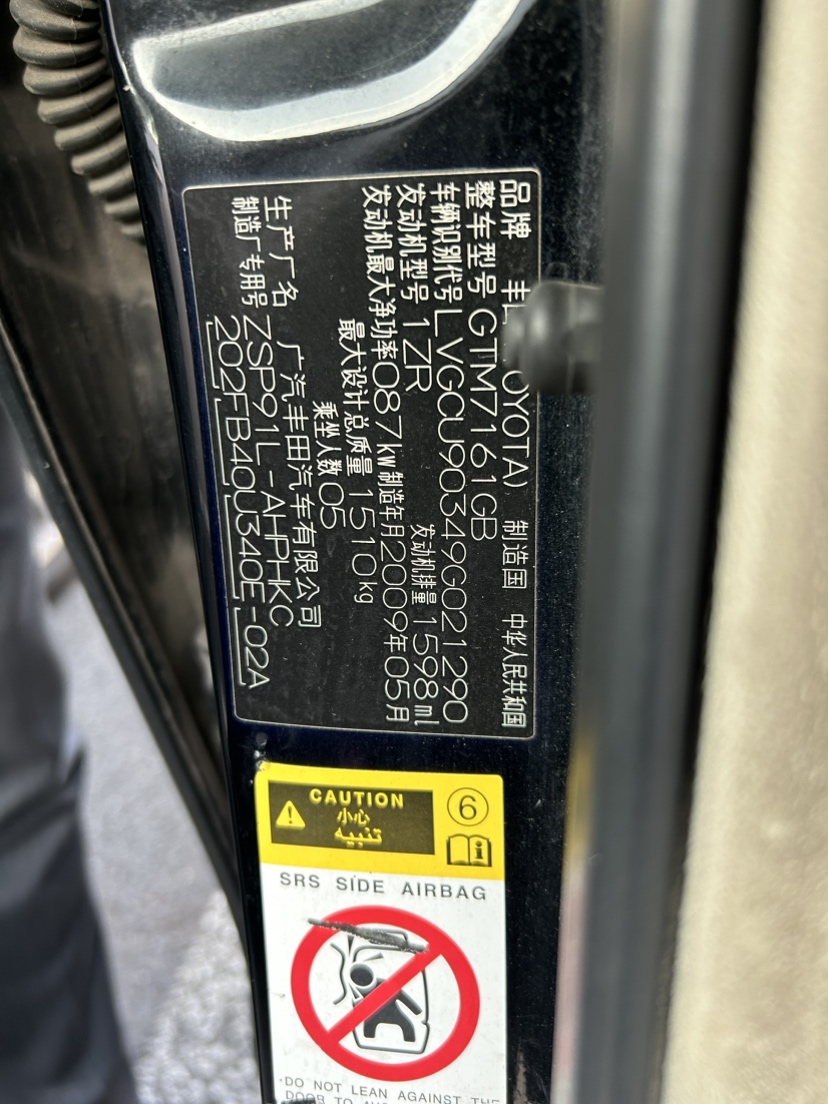 品牌 丰田(TOYOTA) 制造国 中华人民共和国
整车型号 GTM7161GB
车辆识别代号 LVGCU90349G021290
发动机型号 1ZR 发动机排量 1598ml
发动机最大净功率 087kw 制造年月 2009年05月
最大设计总质量 1510kg
乘坐人数 05
生产厂名 广汽丰田汽车有限公司
制造厂专用号 ZSP91L-AHPHKC
202FB40U340E-02A
CAUTION
小心
تنبيه
6
SRS SIDE AIRBAG
DO NOT LEAN AGAINST THE
DOOR TO